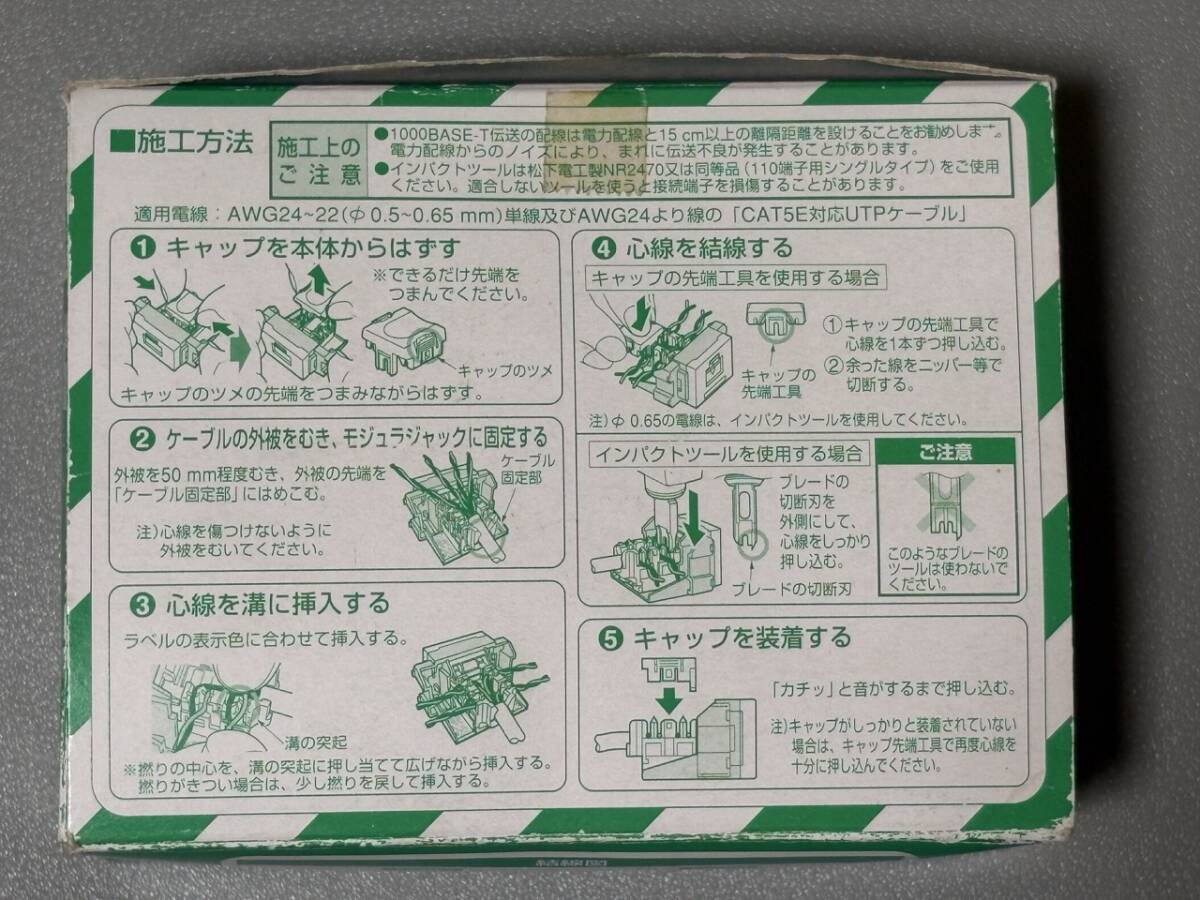 ■施工方法
施工上の
ご注意
●1000BASE-T伝送の配線は電力配線と15 cm以上の離隔距離を設けることをお勧めします。
電力配線からのノイズにより、まれに伝送不良が発生することがあります。
●インパクトツールは松下電工製NR2470又は同等品(110端子用シングルタイプ)をご使用
ください。適合しないツールを使うと接続端子を損傷することがあります。
適用電線:AWG24~22(φ0.5~0.65 mm)単線及びAWG24より線の「CAT5E対応UTPケーブル」
❶ キャップを本体からはずす
※できるだけ先端を
つまんでください。
キャップのツメ
キャップのツメの先端をつまみながらはずす。
❷ ケーブルの外被をむき、モジュラジャックに固定する
外被を50 mm程度むき、外被の先端を
「ケーブル固定部」にはめこむ。
ケーブル
固定部
注)心線を傷つけないように
外被をむいてください。
❸ 心線を溝に挿入する
ラベルの表示色に合わせて挿入する。
溝の突起
※撚りの中心を、溝の突起に押し当てて広げながら挿入する。
撚りがきつい場合は、少し撚りを戻して挿入する。
❹ 心線を結線する
キャップの先端工具を使用する場合
①キャップの先端工具で
心線を1本ずつ押し込む。
②余った線をニッパー等で
切断する。
キャップの
先端工具
注)φ0.65の電線は、インパクトツールを使用してください。
インパクトツールを使用する場合
ブレードの
切断刃を
外側にして、
心線をしっかり
押し込む。
ブレードの切断刃
ご注意
このようなブレードの
ツールは使わないで
ください。
❺ キャップを装着する
「カチッ」と音がするまで押し込む。
注)キャップがしっかりと装着されていない
場合は、キャップ先端工具で再度心線を
十分に押し込んでください。
結線図